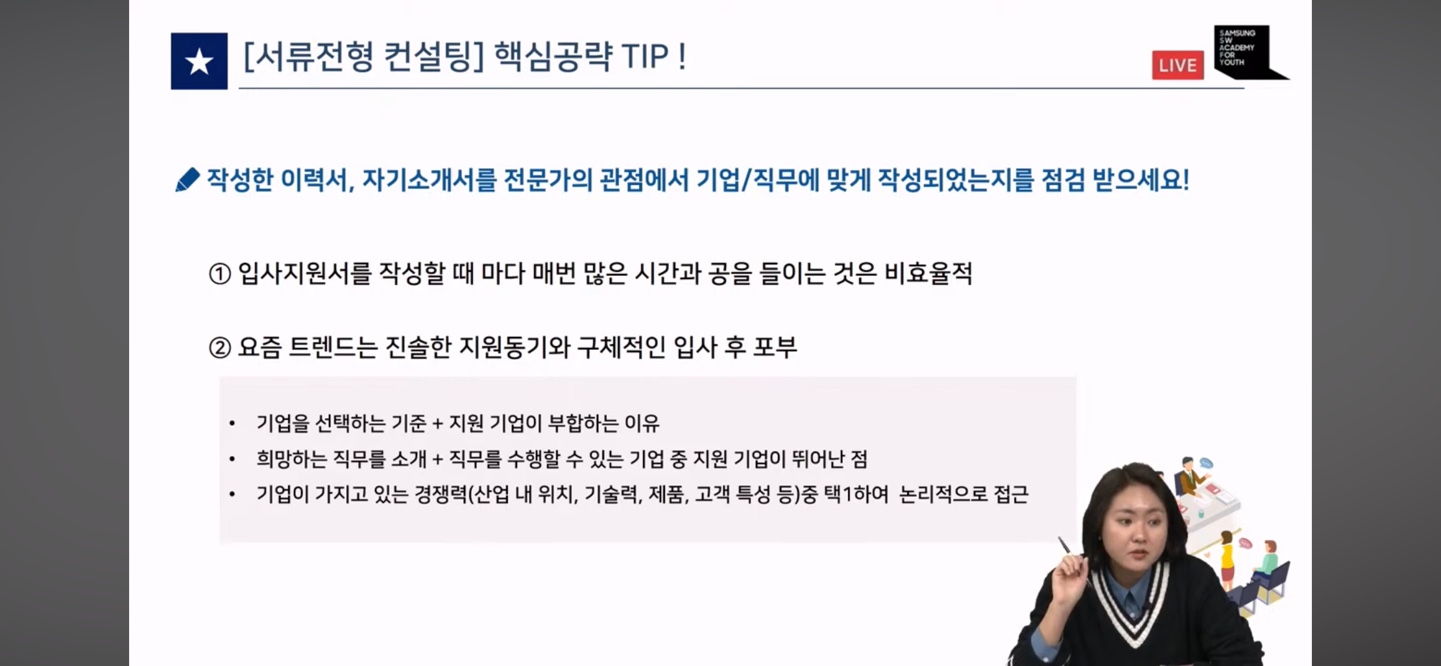 [서류전형 컨설팅] 핵심공략 TIP !
LIVE
SAMSUNG
SW
ACADEMY
FOR
YOUTH
작성한 이력서, 자기소개서를 전문가의 관점에서 기업/직무에 맞게 작성되었는지를 점검 받으세요!
① 입사지원서를 작성할 때 마다 매번 많은 시간과 공을 들이는 것은 비효율적
② 요즘 트렌드는 진솔한 지원동기와 구체적인 입사 후 포부
• 기업을 선택하는 기준 + 지원 기업이 부합하는 이유
• 희망하는 직무를 소개 + 직무를 수행할 수 있는 기업 중 지원 기업이 뛰어난 점
• 기업이 가지고 있는 경쟁력(산업 내 위치, 기술력, 제품, 고객 특성 등)중 택1하여 논리적으로 접근